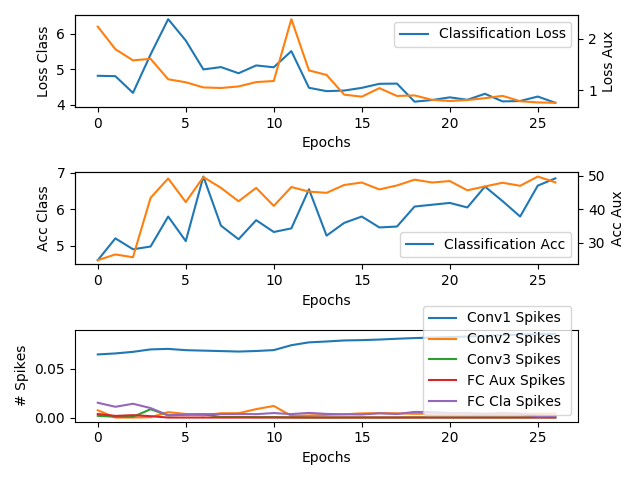 Classification Loss
6
5
4
2
1
Loss Class
Loss Aux
0 5 10 15 20 25
Epochs
7
6
5
50
40
30
Acc Class
Acc Aux
Classification Acc
0 5 10 15 20 25
Epochs
Conv1 Spikes
Conv2 Spikes
Conv3 Spikes
FC Aux Spikes
FC Cla Spikes
0.05
0.00
# Spikes
0 5 10 15 20 25
Epochs